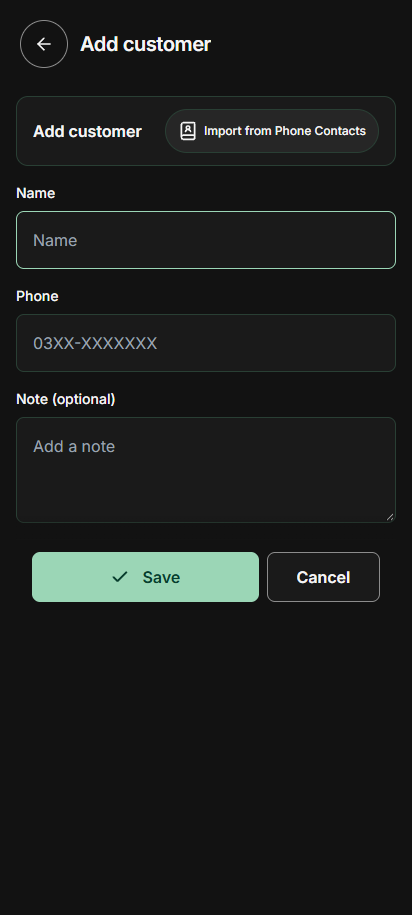 Add customer
Add customer
Import from Phone Contacts
Name
Name
Phone
03XX-XXXXXXX
Note (optional)
Add a note
Save
Cancel